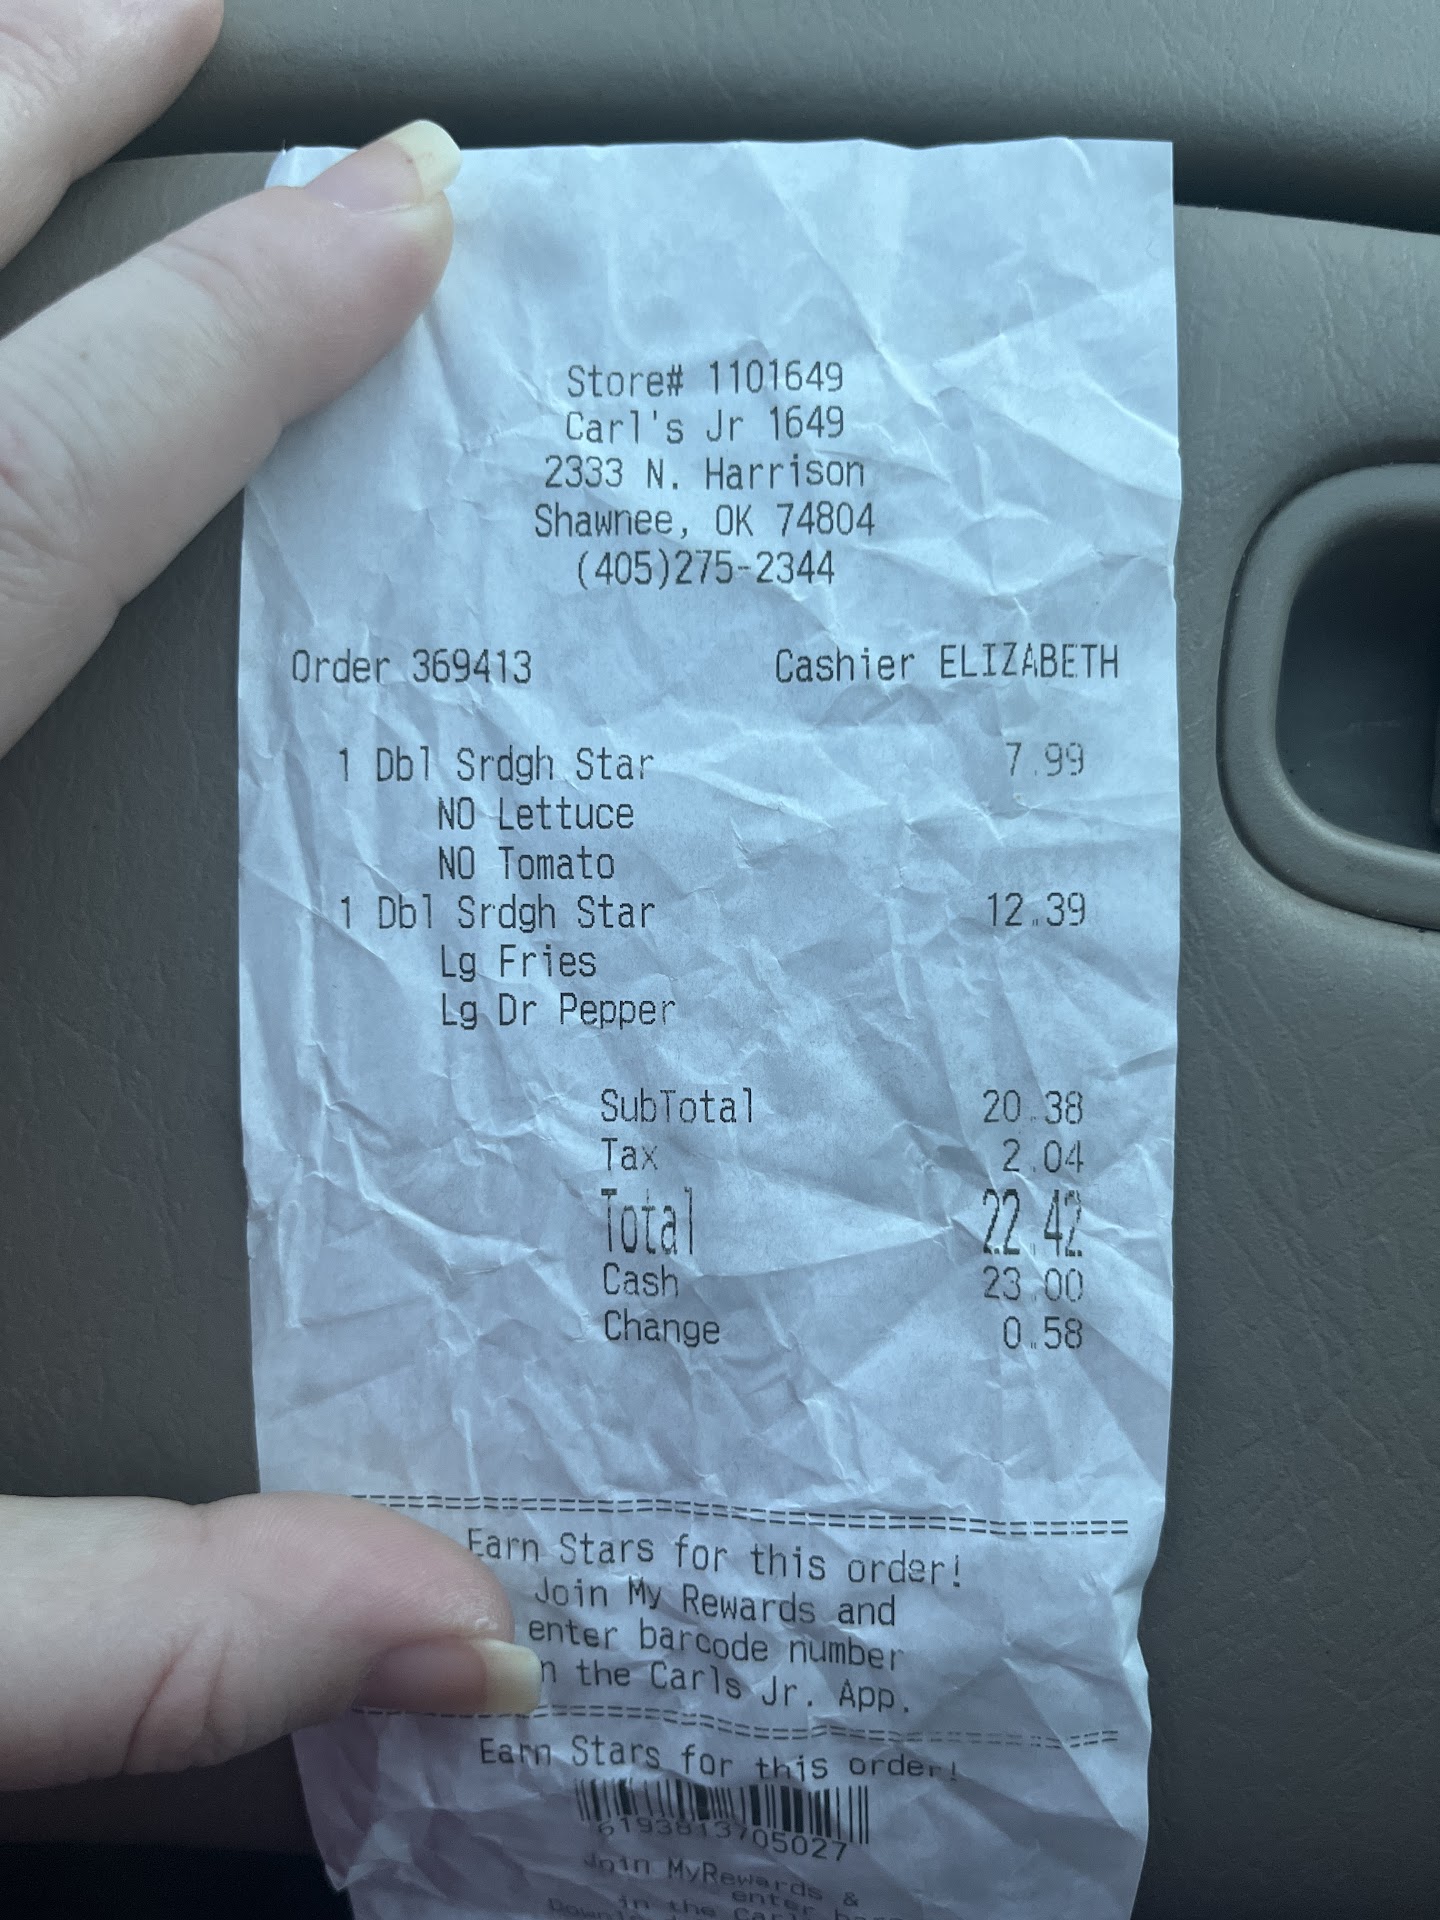 Store# 1101649
Carl's Jr 1649
2333 N. Harrison
Shawnee, OK 74804
(405)275-2344
Order 369413 Cashier ELIZABETH
1 Dbl Srdgh Star 7.99
NO Lettuce
NO Tomato
1 Dbl Srdgh Star 12.39
Lg Fries
Lg Dr Pepper
SubTotal 20.38
Tax 2.04
Total 22.42
Cash 23.00
Change 0.58
Earn Stars for this order!
Join My Rewards and
enter barcode number
n the Carls Jr. App.
Earn Stars for this order!
6193813705027
Join MyRewards &
enter
in the